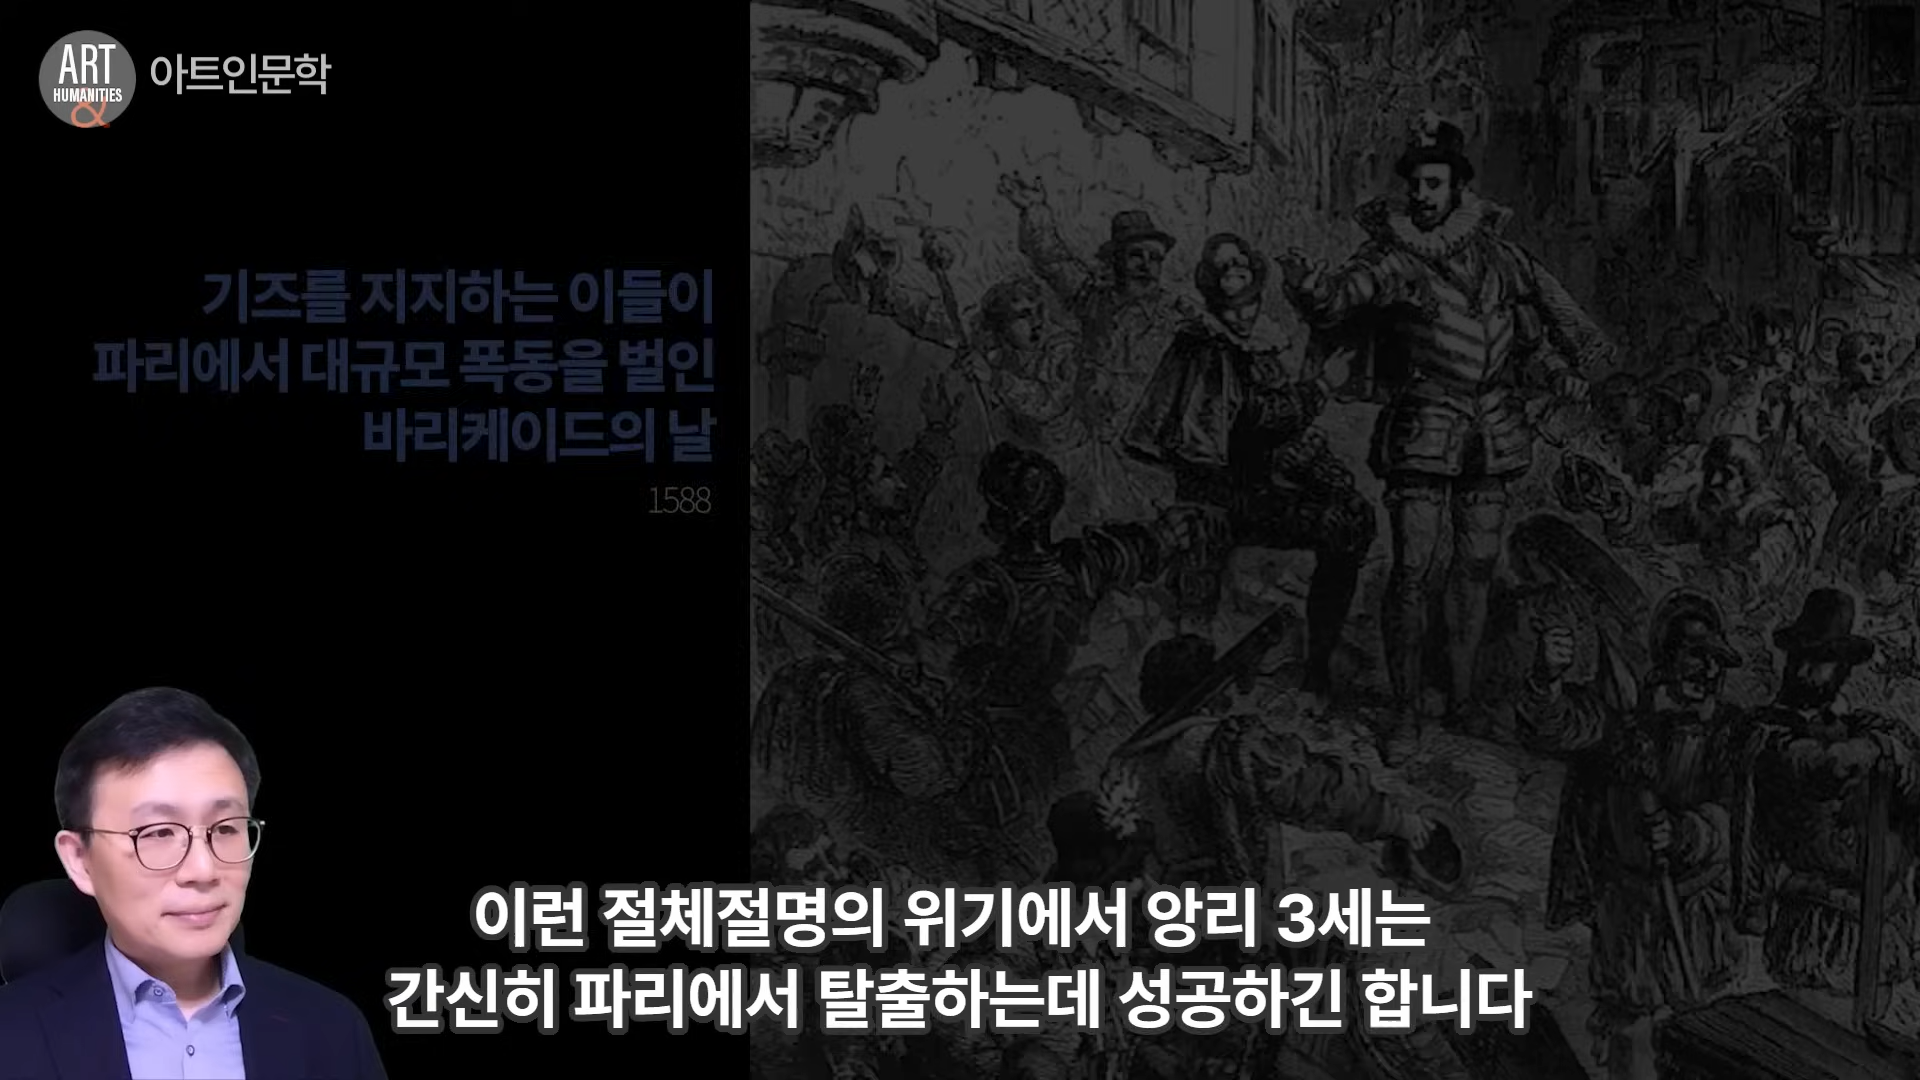 ART
HUMANITIES
&
아트인문학
기즈를 지지하는 이들이
파리에서 대규모 폭동을 벌인
바리케이드의 날
1588
이런 절체절명의 위기에서 앙리 3세는
간신히 파리에서 탈출하는데 성공하긴 합니다